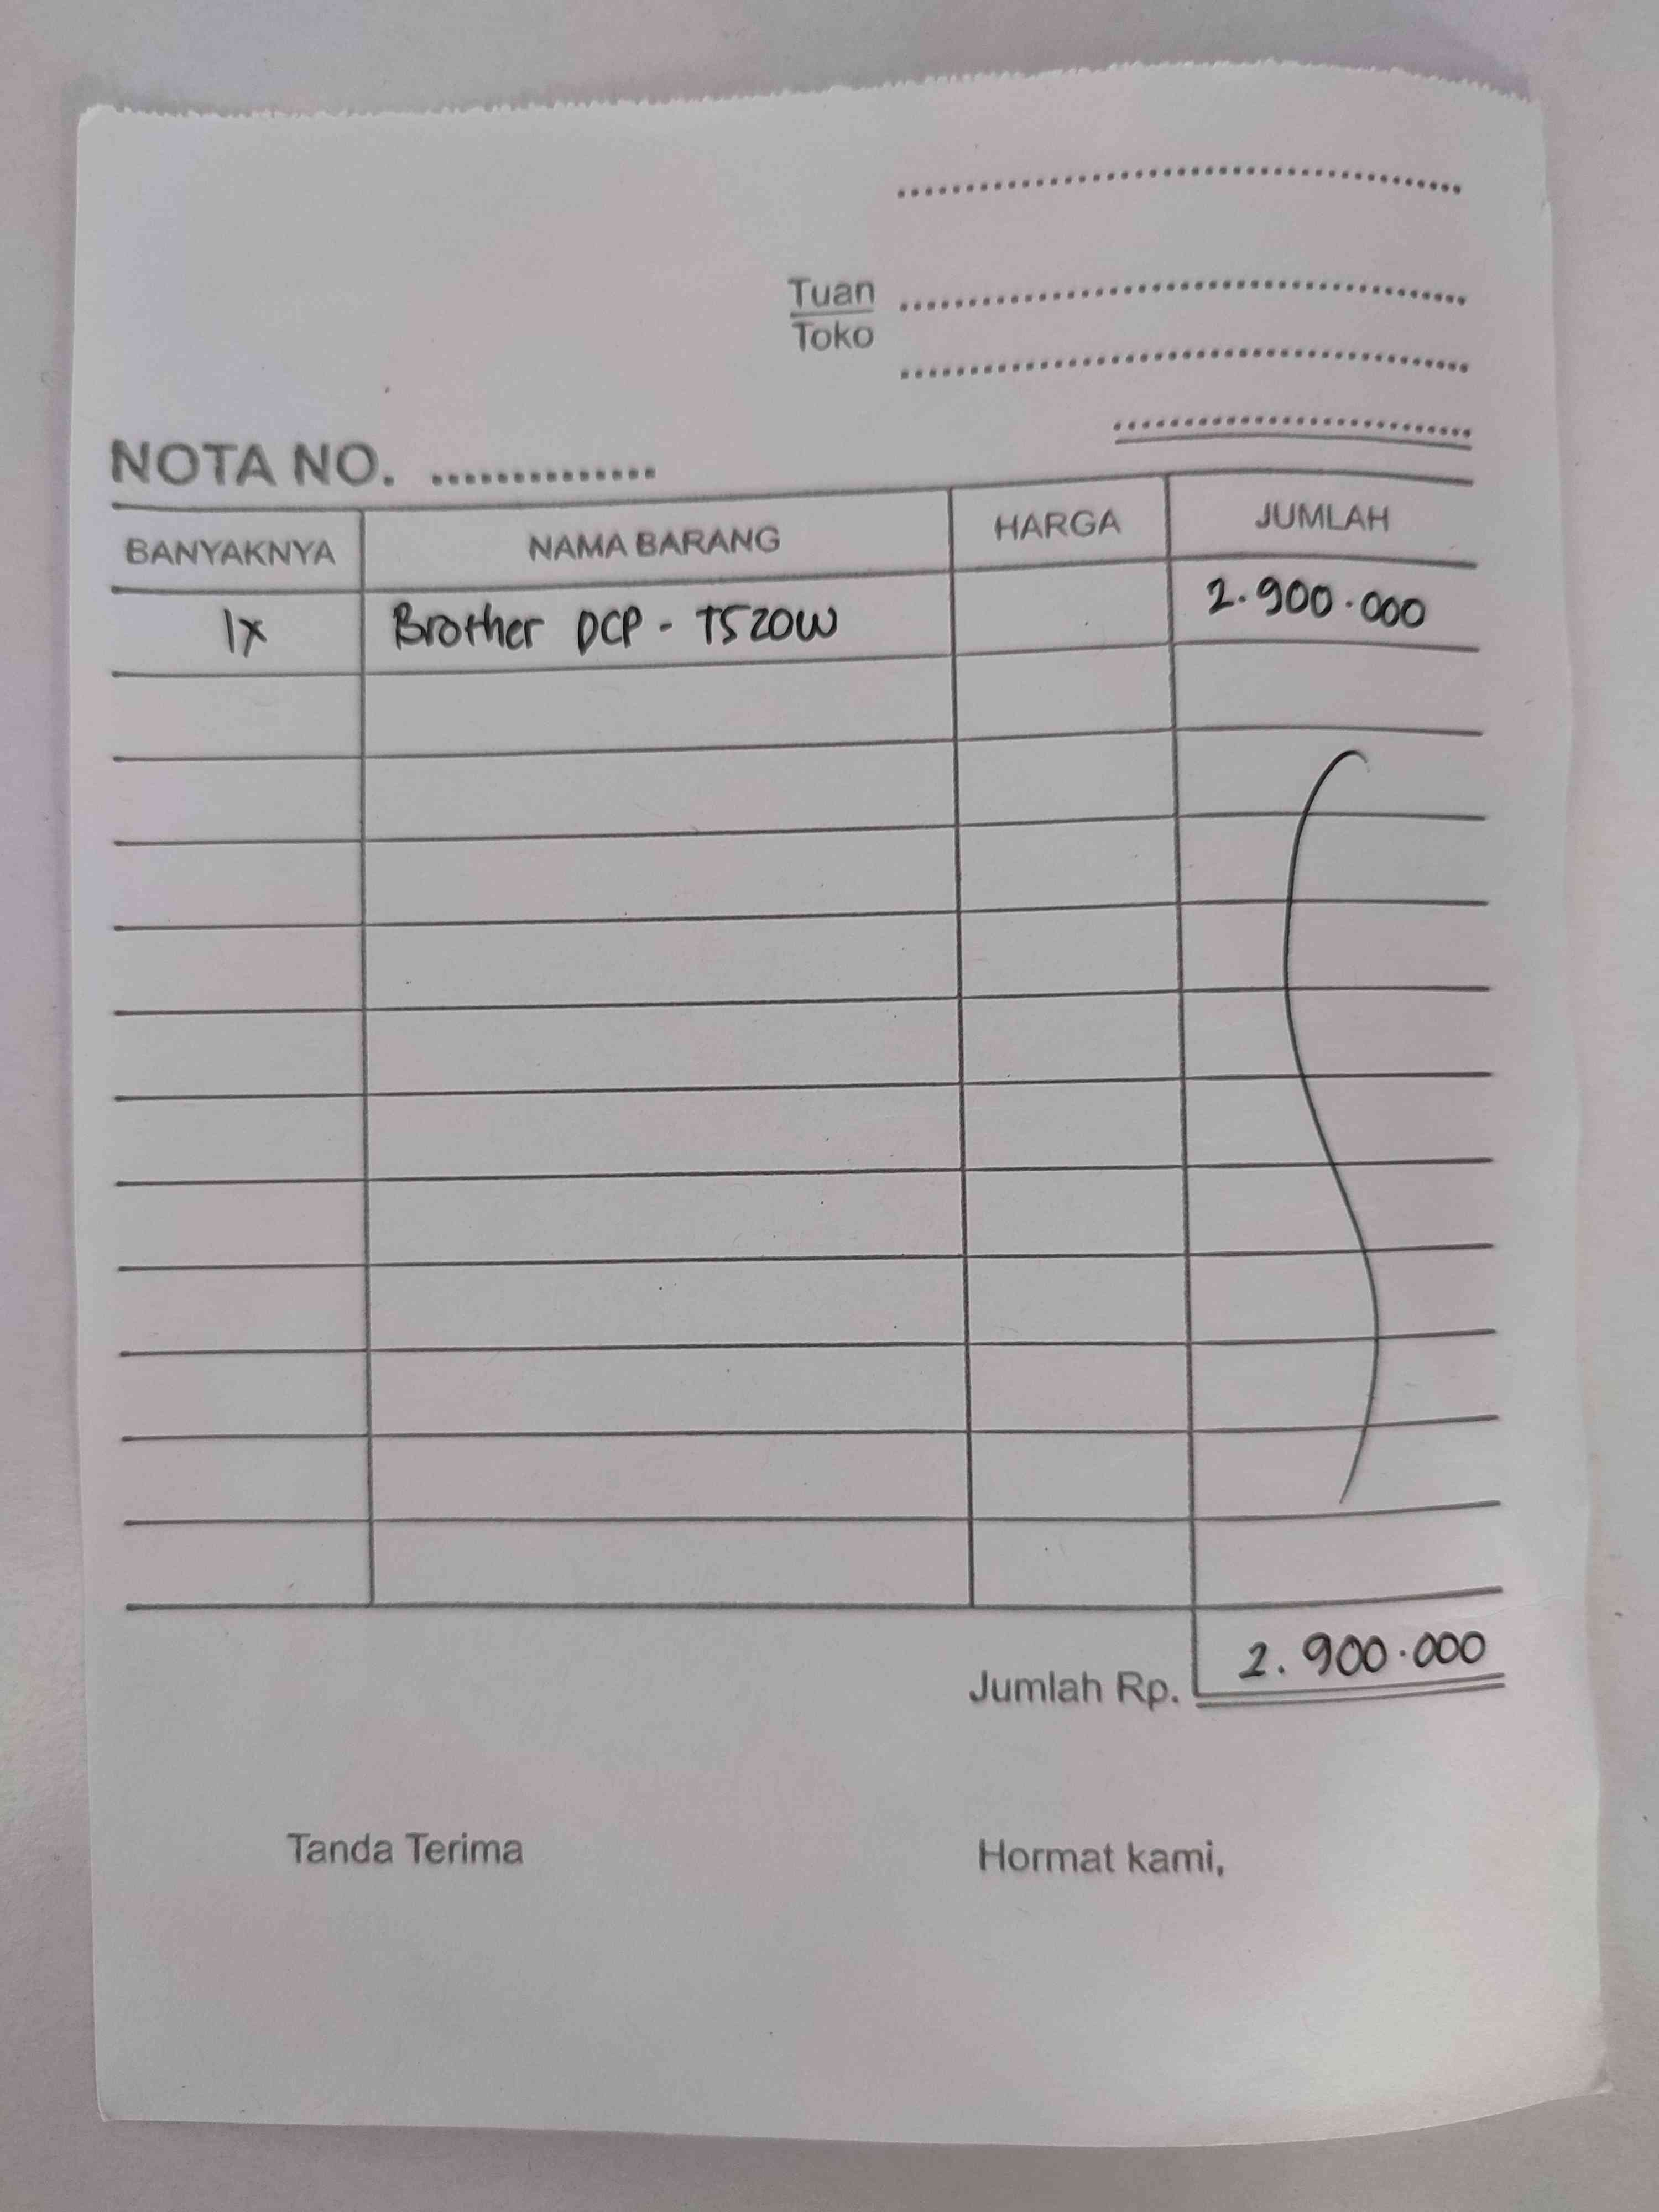 Tuan
Toko
NOTA NO. ..............
BANYAKNYA NAMA BARANG HARGA JUMLAH
1x Brother DCP - T520W 2.900.000
Jumlah Rp. 2.900.000
Tanda Terima Hormat kami,